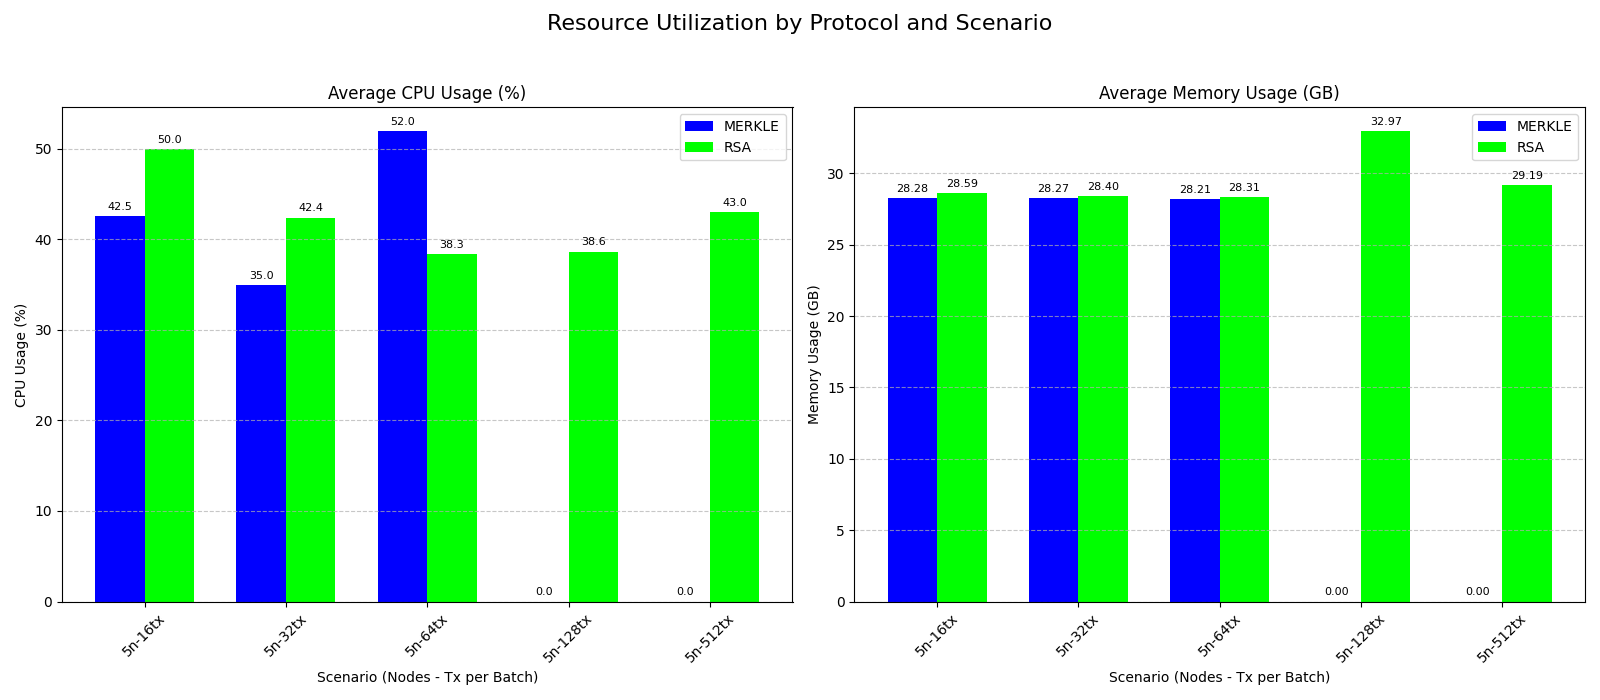 Resource Utilization by Protocol and Scenario
Average CPU Usage (%)
MERKLE
RSA
CPU Usage (%)
50
40
30
20
10
0
42.5
50.0
35.0
42.4
52.0
38.3
0.0
38.6
0.0
43.0
5n-16tx
5n-32tx
5n-64tx
5n-128tx
5n-512tx
Scenario (Nodes - Tx per Batch)
Average Memory Usage (GB)
MERKLE
RSA
Memory Usage (GB)
30
25
20
15
10
5
0
28.28
28.59
28.27
28.40
28.21
28.31
0.00
32.97
0.00
29.19
5n-16tx
5n-32tx
5n-64tx
5n-128tx
5n-512tx
Scenario (Nodes - Tx per Batch)